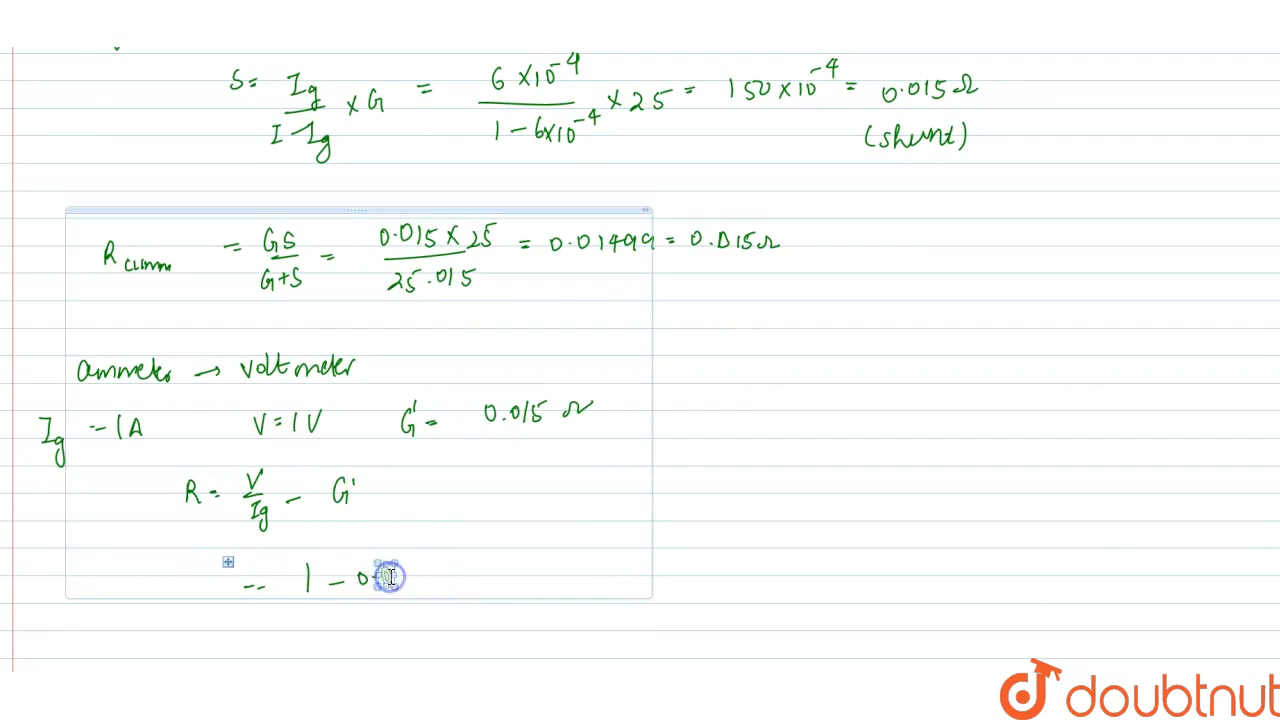 S = Ig / (I - Ig) × G = 6 × 10⁻⁴ / (1 - 6×10⁻⁴) × 25 = 150 × 10⁻⁴ = 0.015 Ω
(shunt)
R = GS / (G+S) = 0.015 × 25 / 25.015 = 0.01499 = 0.015 Ω
ammeter → voltmeter
Ig = 1A V = 1V G' = 0.015 Ω
R = V / Ig - G'
= 1 - 0.
doubtnut